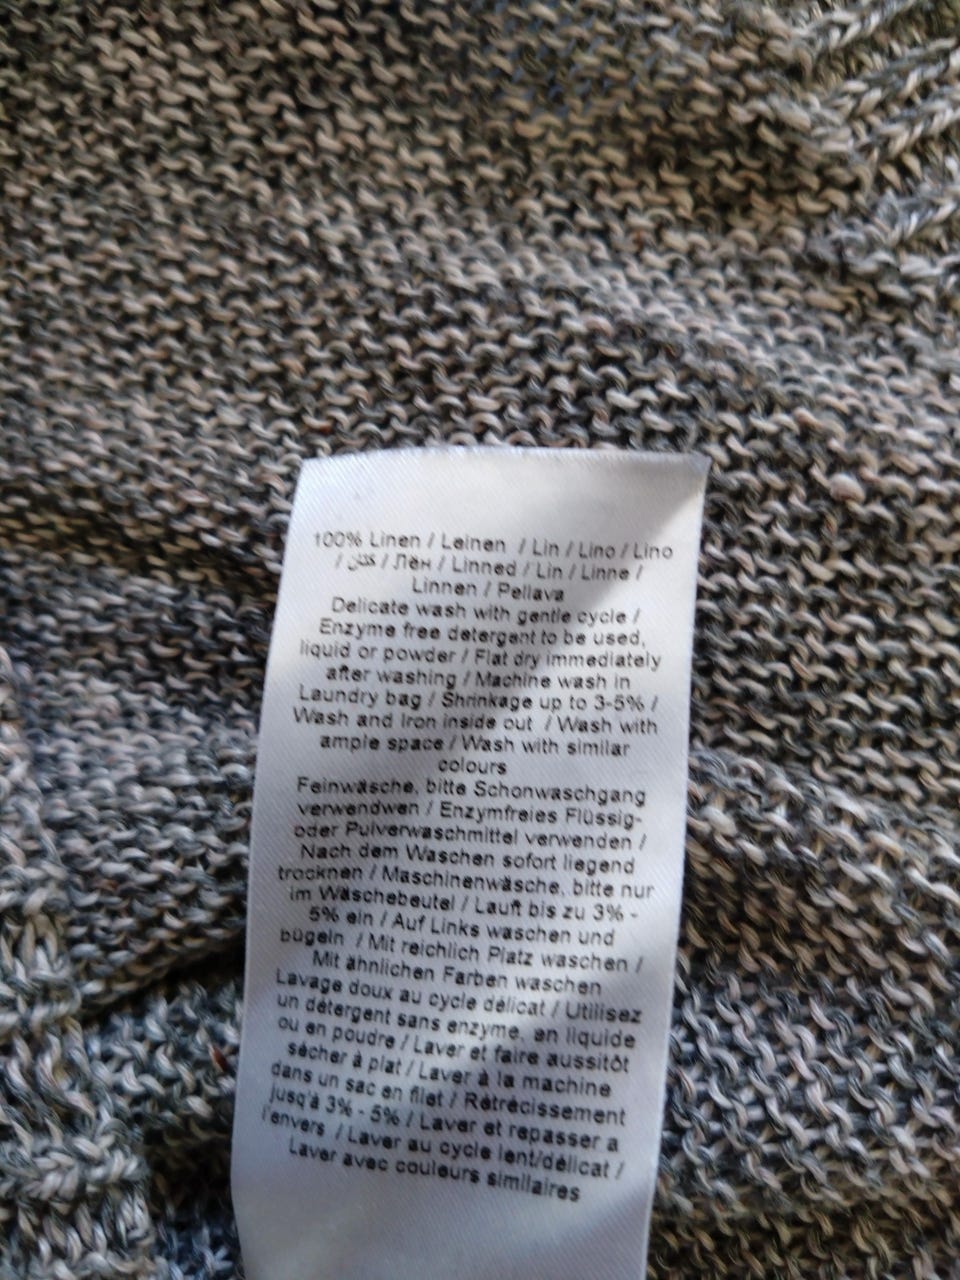 100% Linen / Leinen / Lin / Lino / Lino
/ كتان / Лён / Linned / Lin / Linne /
Linnen / Pellava
Delicate wash with gentle cycle /
Enzyme free detergent to be used,
liquid or powder / Flat dry immediately
after washing / Machine wash in
Laundry bag / Shrinkage up to 3-5% /
Wash and Iron inside out / Wash with
ample space / Wash with similar
colours
Feinwäsche, bitte Schonwaschgang
verwendwen / Enzymfreies Flüssig-
oder Pulverwaschmittel verwenden /
Nach dem Waschen sofort liegend
trocknen / Maschinenwäsche, bitte nur
im Wäschebeutel / Lauft bis zu 3% -
5% ein / Auf Links waschen und
bügeln / Mit reichlich Platz waschen /
Mit ähnlichen Farben waschen
Lavage doux au cycle délicat / Utilisez
un détergent sans enzyme, en liquide
ou en poudre / Laver et faire aussitôt
sécher à plat / Laver à la machine
dans un sac en filet / Rétrécissement
jusqu'à 3% - 5% / Laver et repasser a
l'envers / Laver au cycle lent/délicat /
Laver avec couleurs similaires